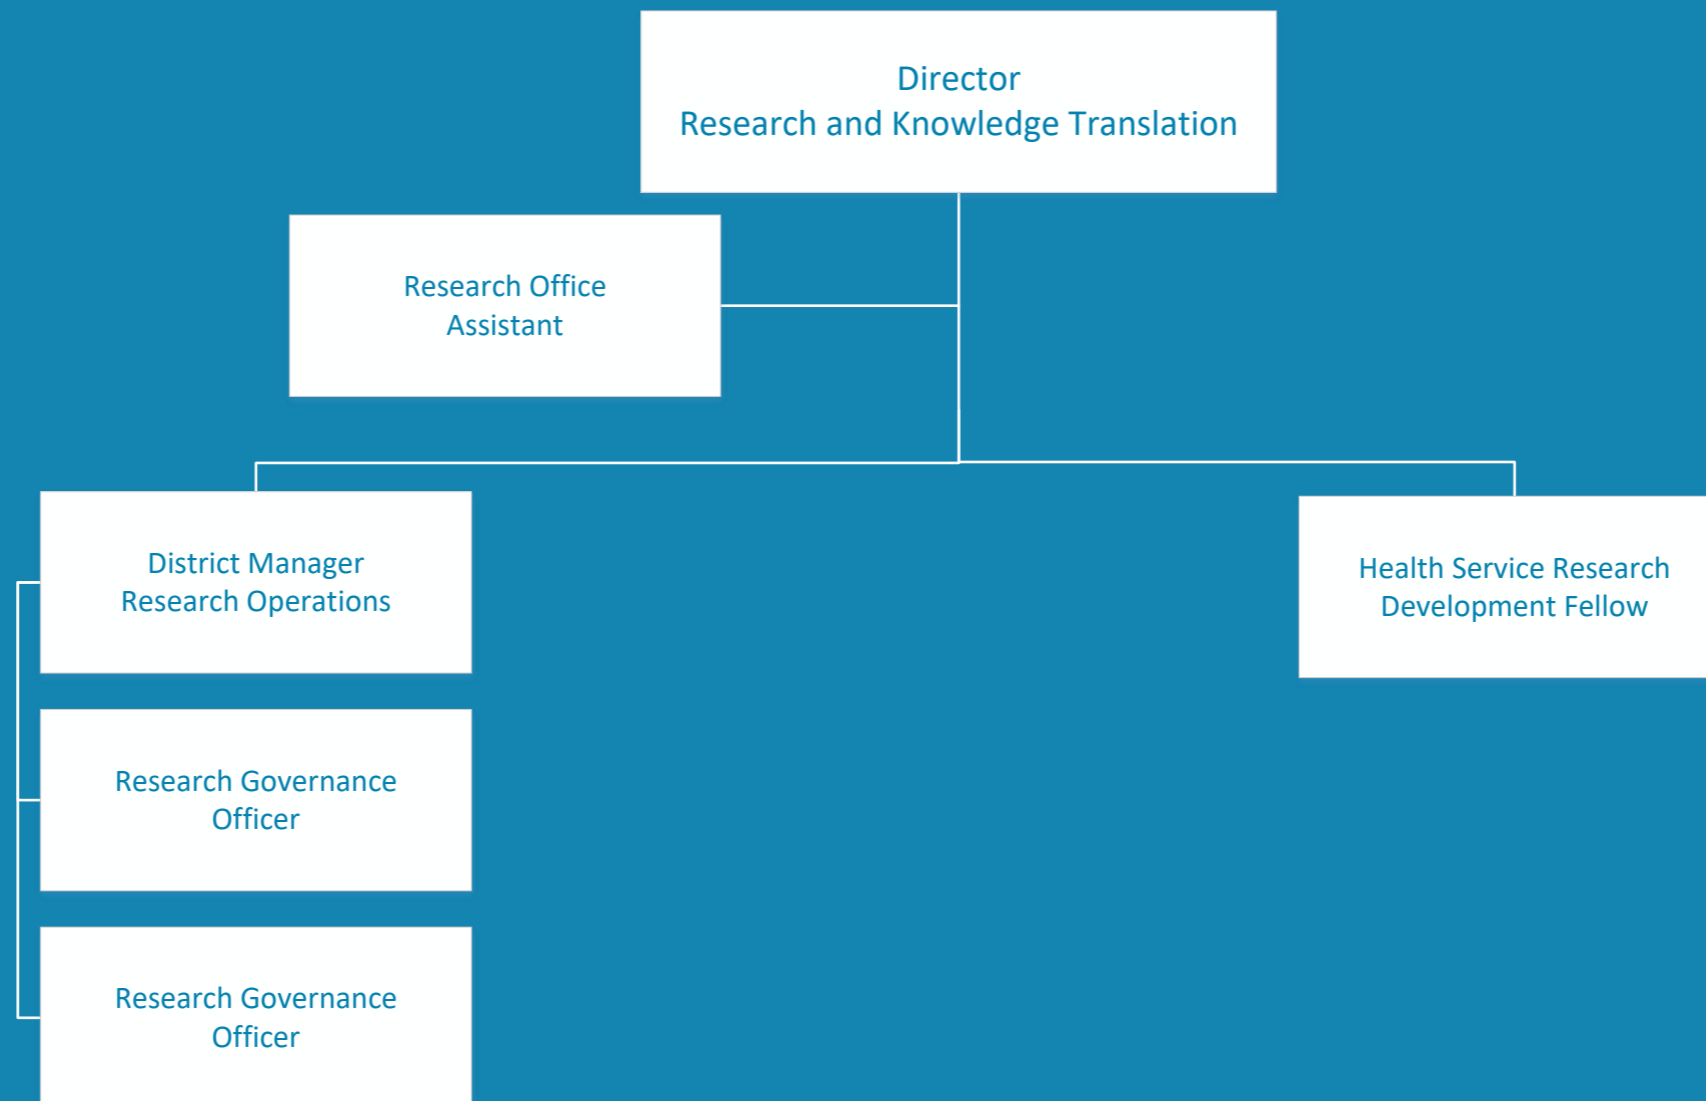 Director
Research and Knowledge Translation
Research Office
Assistant
District Manager
Research Operations
Health Service Research
Development Fellow
Research Governance
Officer
Research Governance
Officer